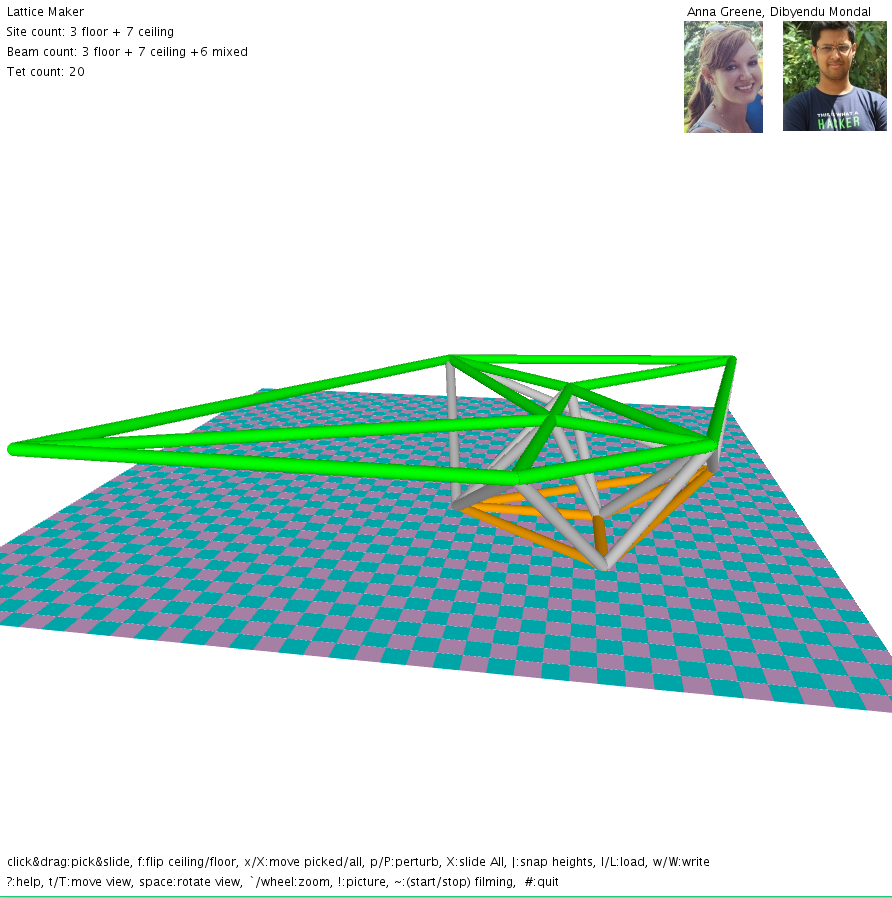 Lattice Maker
Anna Greene, Dibyendu Mondal
Site count: 3 floor + 7 ceiling
Beam count: 3 floor + 7 ceiling +6 mixed
Tet count: 20
THIS IS WHAT A
HACKER
click&drag:pick&slide, f:flip ceiling/floor, x/X:move picked/all, p/P:perturb, X:slide All, |:snap heights, l/L:load, w/W:write
?:help, t/T:move view, space:rotate view, `/wheel:zoom, !:picture, ~:(start/stop) filming,  #:quit